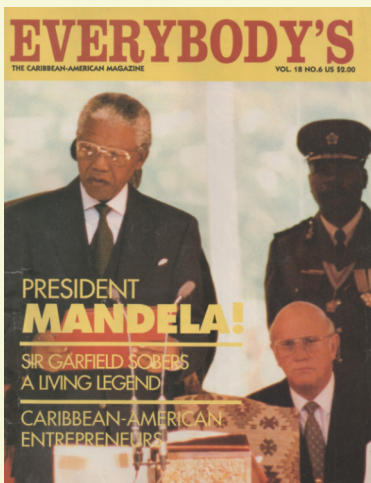 EVERYBODY'S
THE CARIBBEAN-AMERICAN MAGAZINE
VOL. 18 NO.6 US $2.00
PRESIDENT
MANDELA!
SIR GARFIELD SOBERS
A LIVING LEGEND
CARIBBEAN-AMERICAN
ENTREPRENEURS